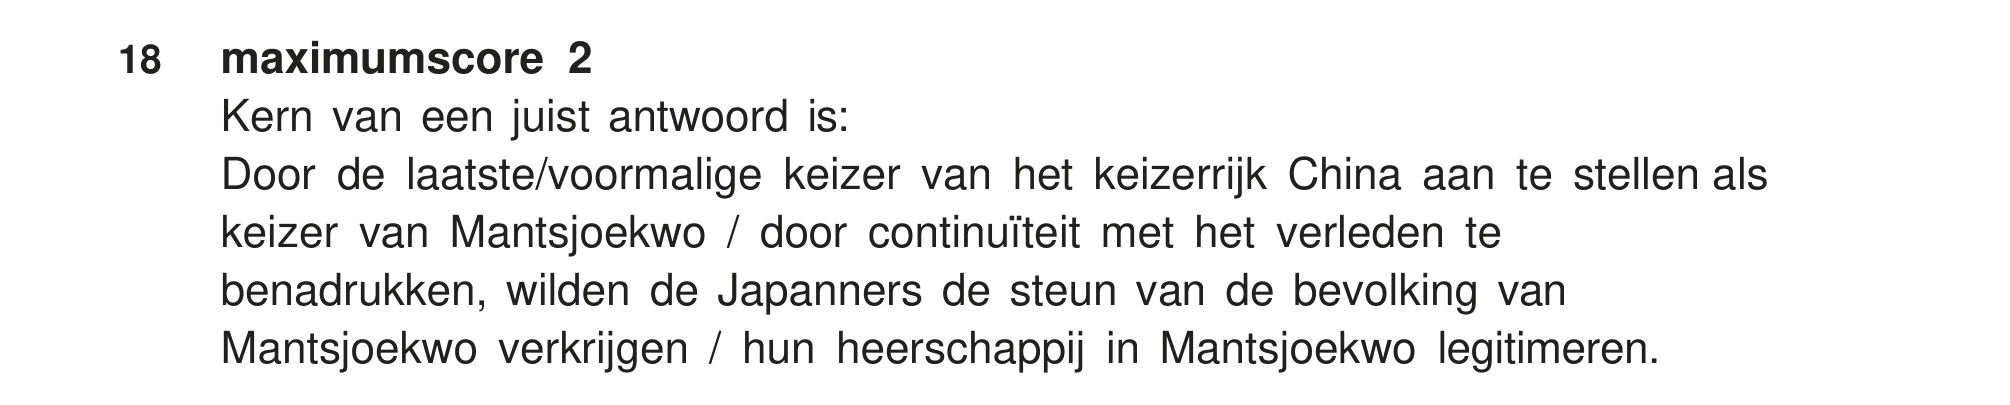 18 maximumscore 2
Kern van een juist antwoord is:
Door de laatste/voormalige keizer van het keizerrijk China aan te stellen als
keizer van Mantsjoekwo / door continuïteit met het verleden te
benadrukken, wilden de Japanners de steun van de bevolking van
Mantsjoekwo verkrijgen / hun heerschappij in Mantsjoekwo legitimeren.